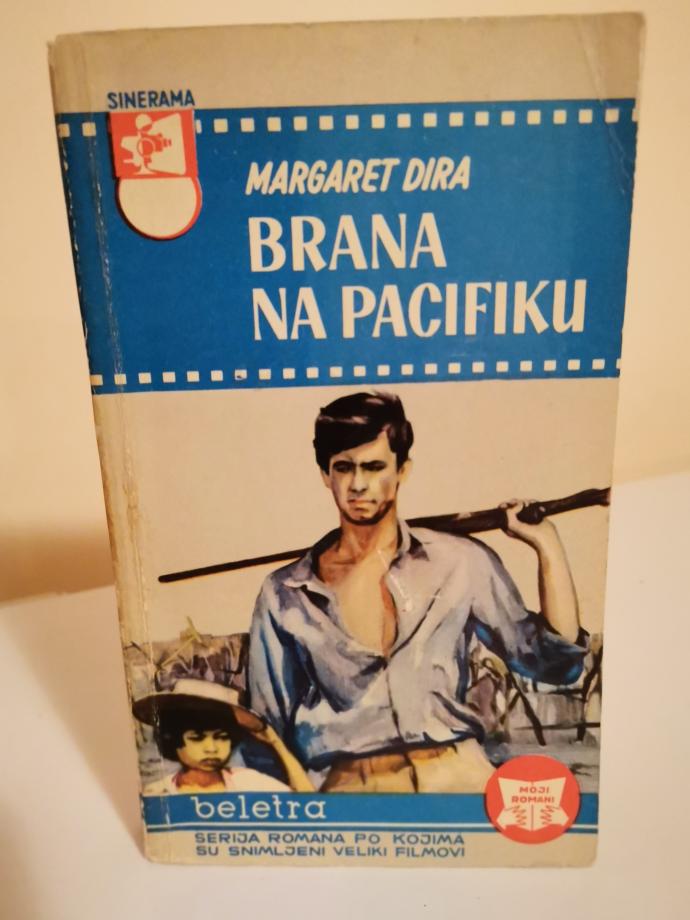 SINERAMA
MARGARET DIRA
BRANA
NA PACIFIKU
beletra
MOJI
ROMANI
SERIJA ROMANA PO KOJIMA
SU SNIMLJENI VELIKI FILMOVI